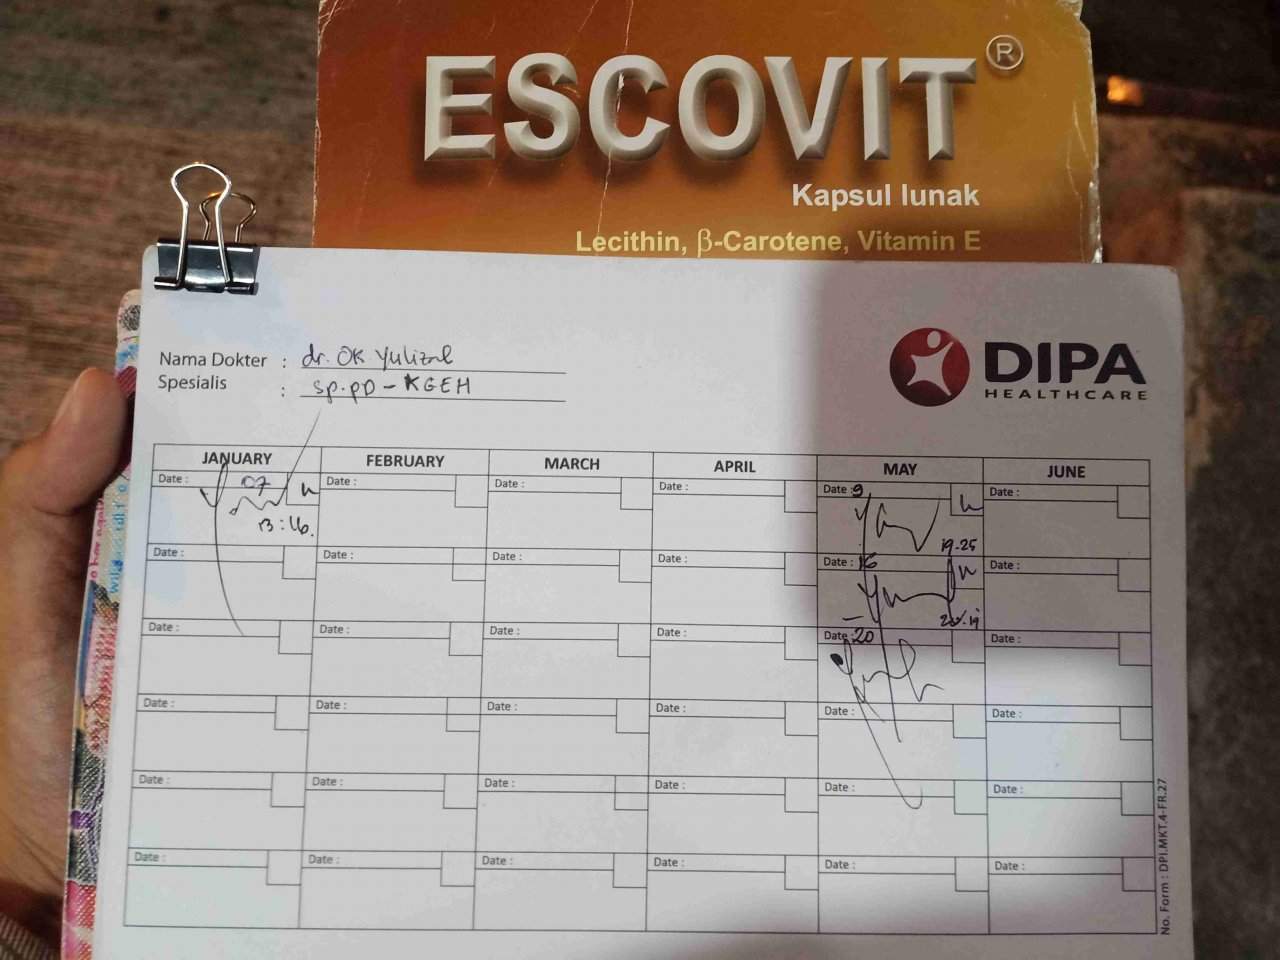 ESCOVIT®
Kapsul lunak
Lecithin, β-Carotene, Vitamin E
Nama Dokter : dr. OK Yulizal
Spesialis : sp.PD - KGEH
DIPA
HEALTHCARE
JANUARY FEBRUARY MARCH APRIL MAY JUNE
Date : 07 Date : Date : Date : Date : 9 Date :
13:16.
19.25
Date : Date : Date : Date : Date : 16 Date :
Date : Date : Date : Date : Date : 20 Date :
Date : Date : Date : Date : Date : Date :
Date : Date : Date : Date : Date : Date :
Date : Date : Date : Date : Date : Date :
No. Form : DPI.MKT.4-FR.27